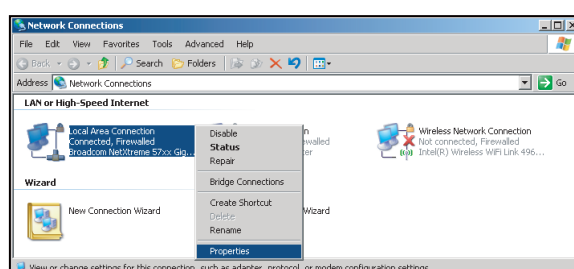 Network Connections
File Edit View Favorites Tools Advanced Help
Back Search Folders
Address Network Connections Go
LAN or High-Speed Internet
Local Area Connection
Connected, Firewalled
Broadcom NetXtreme 57xx Gig...
n
ewalled
ter
Wireless Network Connection
Not connected, Firewalled
Intel(R) Wireless WiFi Link 496...
Disable
Status
Repair
Bridge Connections
Create Shortcut
Delete
Rename
Properties
Wizard
New Connection Wizard
Wizard
View or change settings for this connection, such as adapter, protocol, or modem configuration settings.